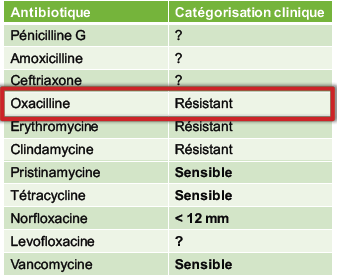 Antibiotique Catégorisation clinique
Pénicilline G ?
Amoxicilline ?
Ceftriaxone ?
Oxacilline Résistant
Erythromycine Résistant
Clindamycine Résistant
Pristinamycine Sensible
Tétracycline Sensible
Norfloxacine < 12 mm
Levofloxacine ?
Vancomycine Sensible